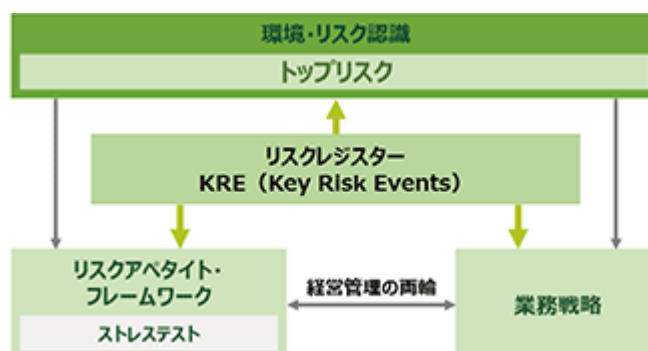 環境・リスク認識
トップリスク
リスクレジスター
KRE（Key Risk Events）
リスクアペタイト・
フレームワーク
ストレステスト
経営管理の両輪
業務戦略